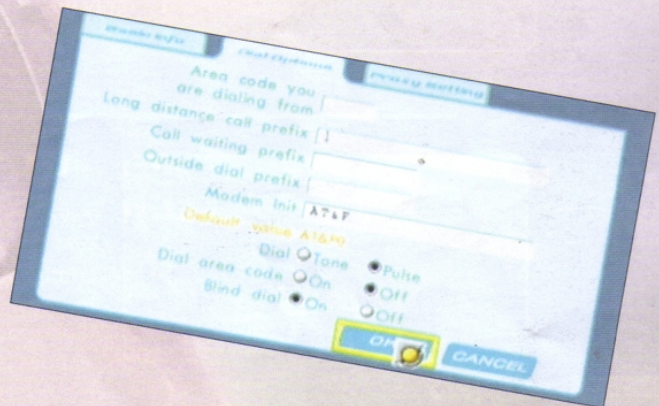 Dial Options
Proxy Setting
Area code you
are dialing from
Long distance call prefix 1
Call waiting prefix
Outside dial prefix
Modem Init AT&F
Default value AT&F
Dial Tone Pulse
Dial area code On Off
Blind dial On Off
CANCEL